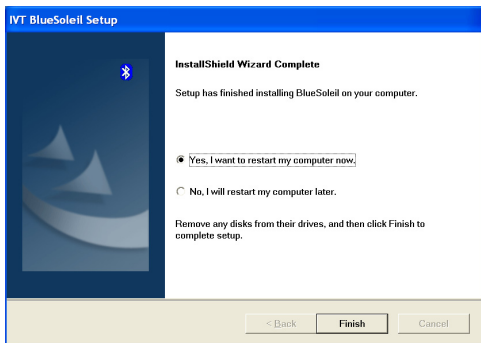 IVT BlueSoleil Setup
InstallShield Wizard Complete
Setup has finished installing BlueSoleil on your computer.
Yes, I want to restart my computer now.
No, I will restart my computer later.
Remove any disks from their drives, and then click Finish to
complete setup.
< Back Finish Cancel